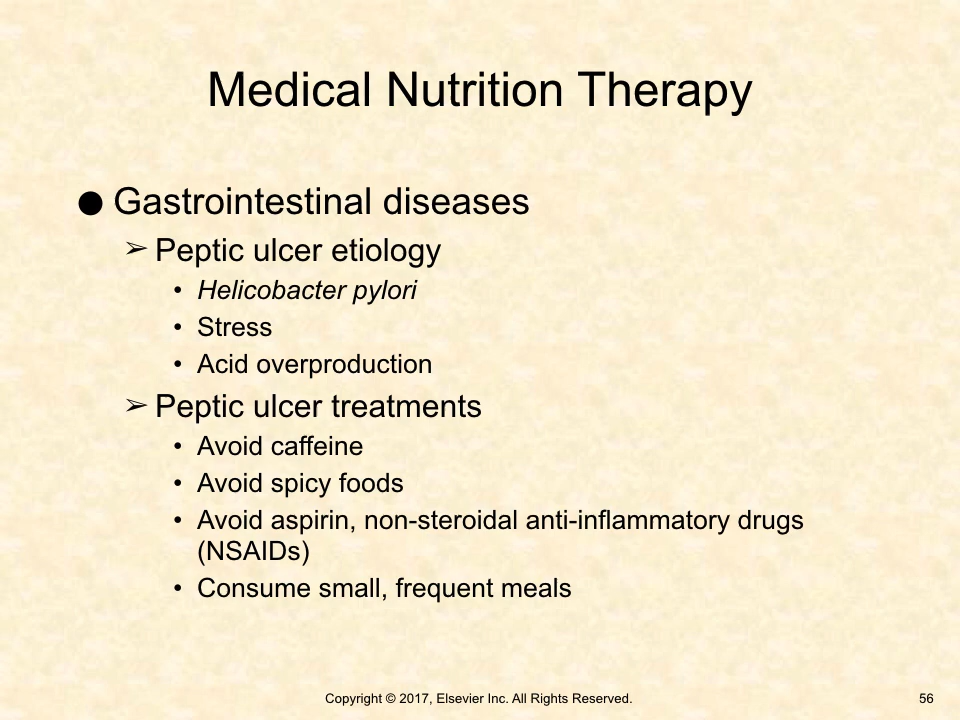 Medical Nutrition Therapy
● Gastrointestinal diseases
➢ Peptic ulcer etiology
• Helicobacter pylori
• Stress
• Acid overproduction
➢ Peptic ulcer treatments
• Avoid caffeine
• Avoid spicy foods
• Avoid aspirin, non-steroidal anti-inflammatory drugs
(NSAIDs)
• Consume small, frequent meals
Copyright © 2017, Elsevier Inc. All Rights Reserved.
56